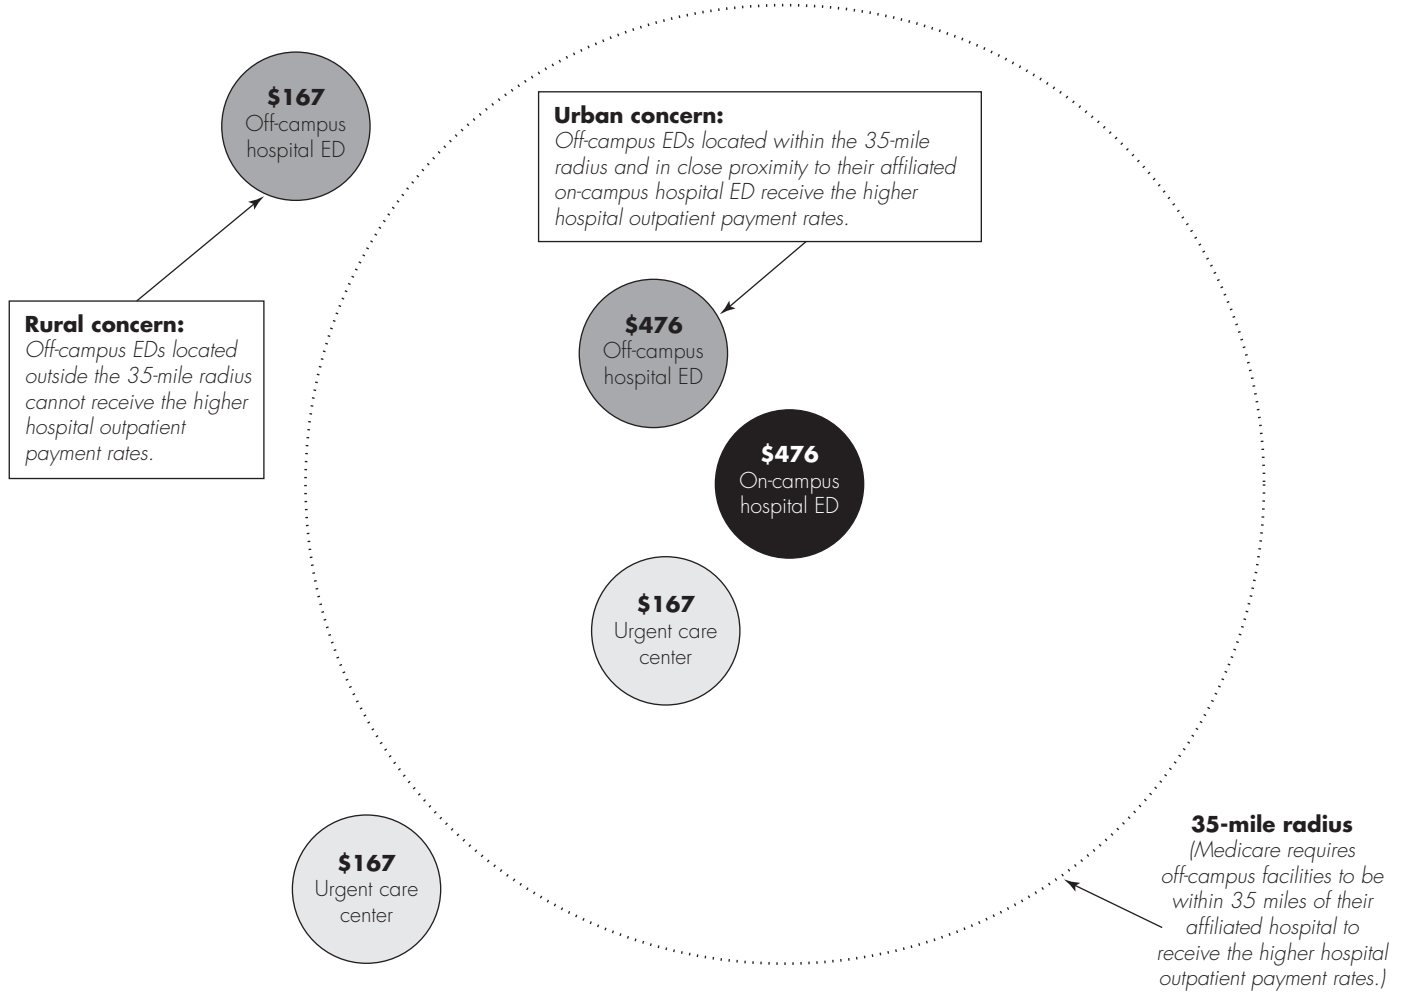 $167
Off-campus
hospital ED
Urban concern:
Off-campus EDs located within the 35-mile
radius and in close proximity to their affiliated
on-campus hospital ED receive the higher
hospital outpatient payment rates.
Rural concern:
Off-campus EDs located
outside the 35-mile radius
cannot receive the higher
hospital outpatient
payment rates.
$476
Off-campus
hospital ED
$476
On-campus
hospital ED
$167
Urgent care
center
$167
Urgent care
center
35-mile radius
(Medicare requires
off-campus facilities to be
within 35 miles of their
affiliated hospital to
receive the higher hospital
outpatient payment rates.)